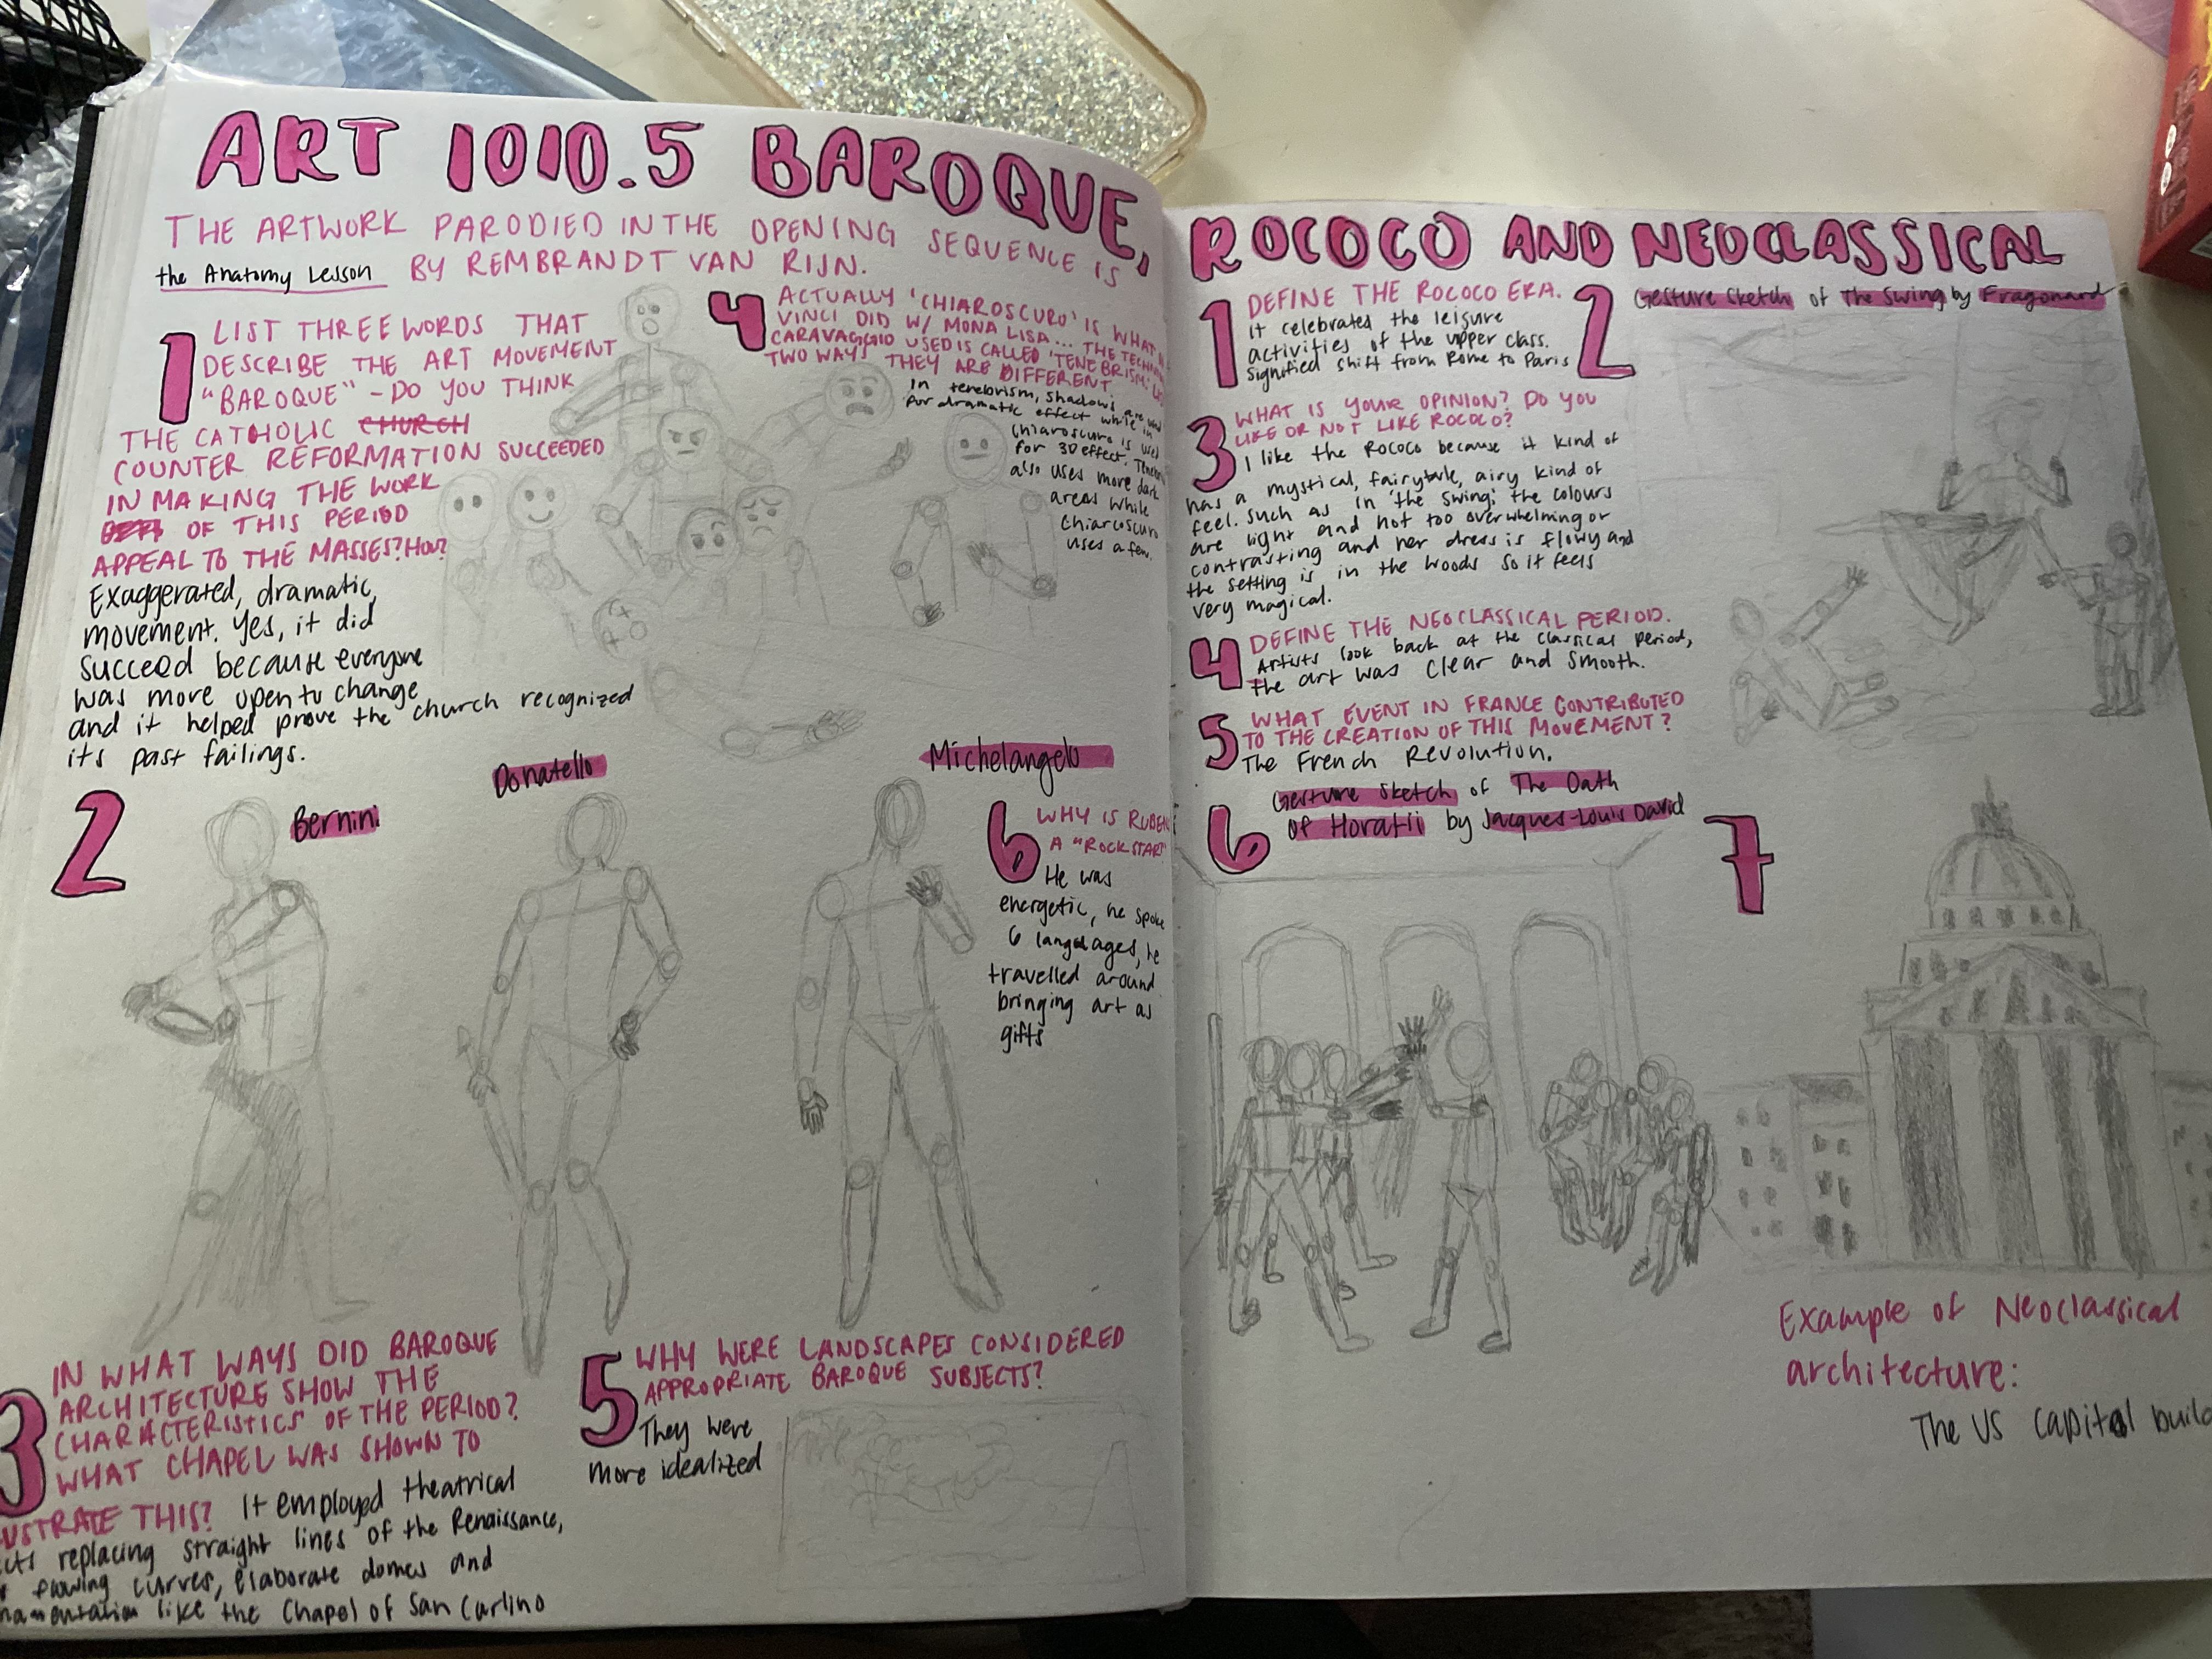 ART 1010.5 BAROQUE,
THE ARTWORK PARODIED IN THE OPENING SEQUENCE IS
the Anatomy Lesson BY REMBRANDT VAN RIJN.
1 LIST THREE WORDS THAT
DESCRIBE THE ART MOVEMENT
"BAROQUE" - DO YOU THINK
THE CATHOLIC CHURCH
COUNTER REFORMATION SUCCEEDED
IN MAKING THE WORK
OF THIS PERIOD
APPEAL TO THE MASSES? HOW?
Exaggerated, dramatic,
movement. Yes, it did
succeed because everyone
was more open to change
and it helped prove the church recognized
its past failings.
2
Bernini
Donatello
Michelangelo
3 IN WHAT WAYS DID BAROQUE
ARCHITECTURE SHOW THE
CHARACTERISTICS OF THE PERIOD?
WHAT CHAPEL WAS SHOWN TO
USTRATE THIS? It employed theatrical
cts replacing straight lines of the Renaissance,
curves, elaborate domes and
namentation like the Chapel of San Carlino
4 ACTUALLY 'CHIAROSCURO' IS WHAT
VINCI DID W/ MONA LISA... THE TECHN
CARAVAGGIO USED IS CALLED 'TENEBRISM'
TWO WAYS THEY ARE DIFFERENT
In tenebrism, shadows are used
for dramatic effect while in
chiaroscuro is used
for 3D effect.
also uses more dark
areas while
chiaroscuro
uses a few.
5 WHY WERE LANDSCAPES CONSIDERED
APPROPRIATE BAROQUE SUBJECTS?
They were
more idealized
6 WHY IS RUBEN
A "ROCK STAR"
He was
energetic, he spoke
6 languages, he
travelled around
bringing art as
gifts
ROCOCO AND NEOCLASSICAL
1 DEFINE THE ROCOCO ERA.
It celebrated the leisure
activities of the upper class.
Signified shift from Rome to Paris
2 Gesture Sketch of The Swing by Fragonard
3 WHAT IS YOUR OPINION? DO YOU
LIKE OR NOT LIKE ROCOCO?
I like the Rococo because it kind of
has a mystical, fairytale, airy kind of
feel. Such as in 'the Swing', the colours
are light and not too overwhelming or
contrasting and her dress is flowy and
the setting is in the woods so it feels
very magical.
4 DEFINE THE NEOCLASSICAL PERIOD.
Artists look back at the classical period,
the art was clear and smooth.
5 WHAT EVENT IN FRANCE CONTRIBUTED
TO THE CREATION OF THIS MOVEMENT?
The French Revolution.
6 Gesture Sketch of The Oath
of Horatii by Jacques-Louis David
7
Example of Neoclassical
architecture:
The US Capitol build